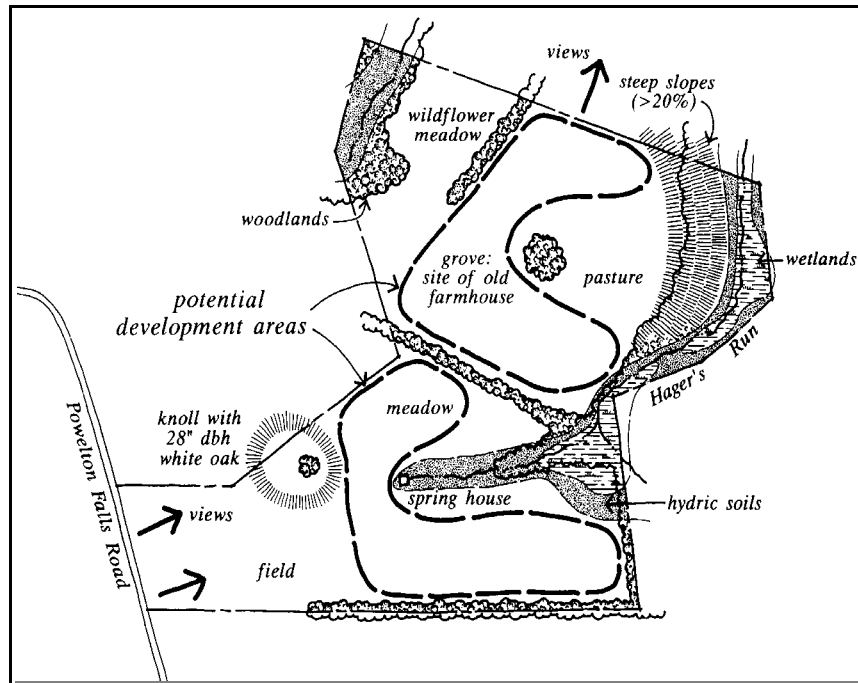 views
steep slopes
(>20%)
wildflower
meadow
woodlands
grove:
site of old
farmhouse
pasture
wetlands
potential
development areas
Hager's Run
meadow
knoll with
28" dbh
white oak
Powelton Falls Road
spring house
hydric soils
views
field